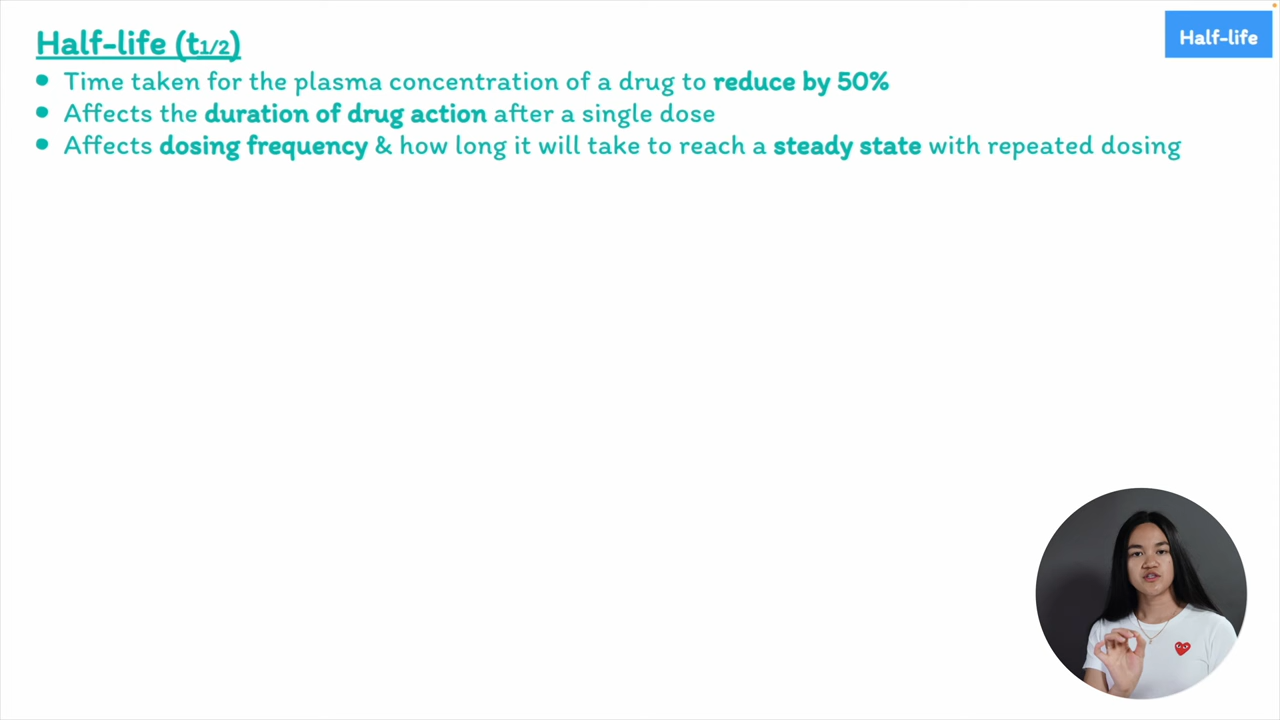 Half-life (t1/2)
Half-life
• Time taken for the plasma concentration of a drug to reduce by 50%
• Affects the duration of drug action after a single dose
• Affects dosing frequency & how long it will take to reach a steady state with repeated dosing